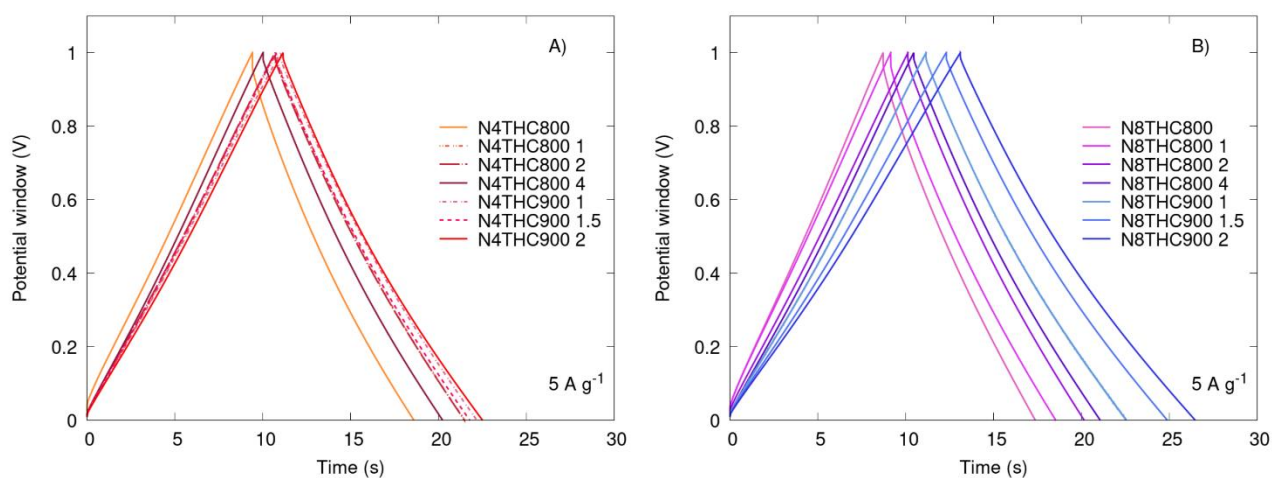 A)
N4THC800
N4THC800 1
N4THC800 2
N4THC800 4
N4THC900 1
N4THC900 1.5
N4THC900 2
5 A g⁻¹
Potential window (V)
1
0.8
0.6
0.4
0.2
0
0 5 10 15 20 25 30
Time (s)
B)
N8THC800
N8THC800 1
N8THC800 2
N8THC800 4
N8THC900 1
N8THC900 1.5
N8THC900 2
5 A g⁻¹
Potential window (V)
1
0.8
0.6
0.4
0.2
0
0 5 10 15 20 25 30
Time (s)